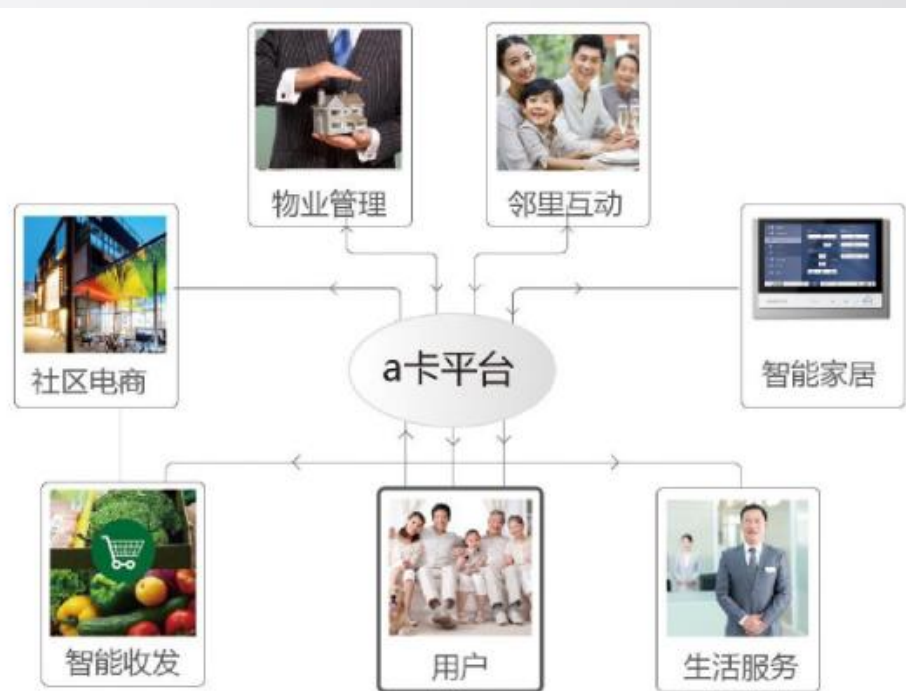 物业管理
邻里互动
社区电商
a卡平台
智能家居
智能收发
用户
生活服务